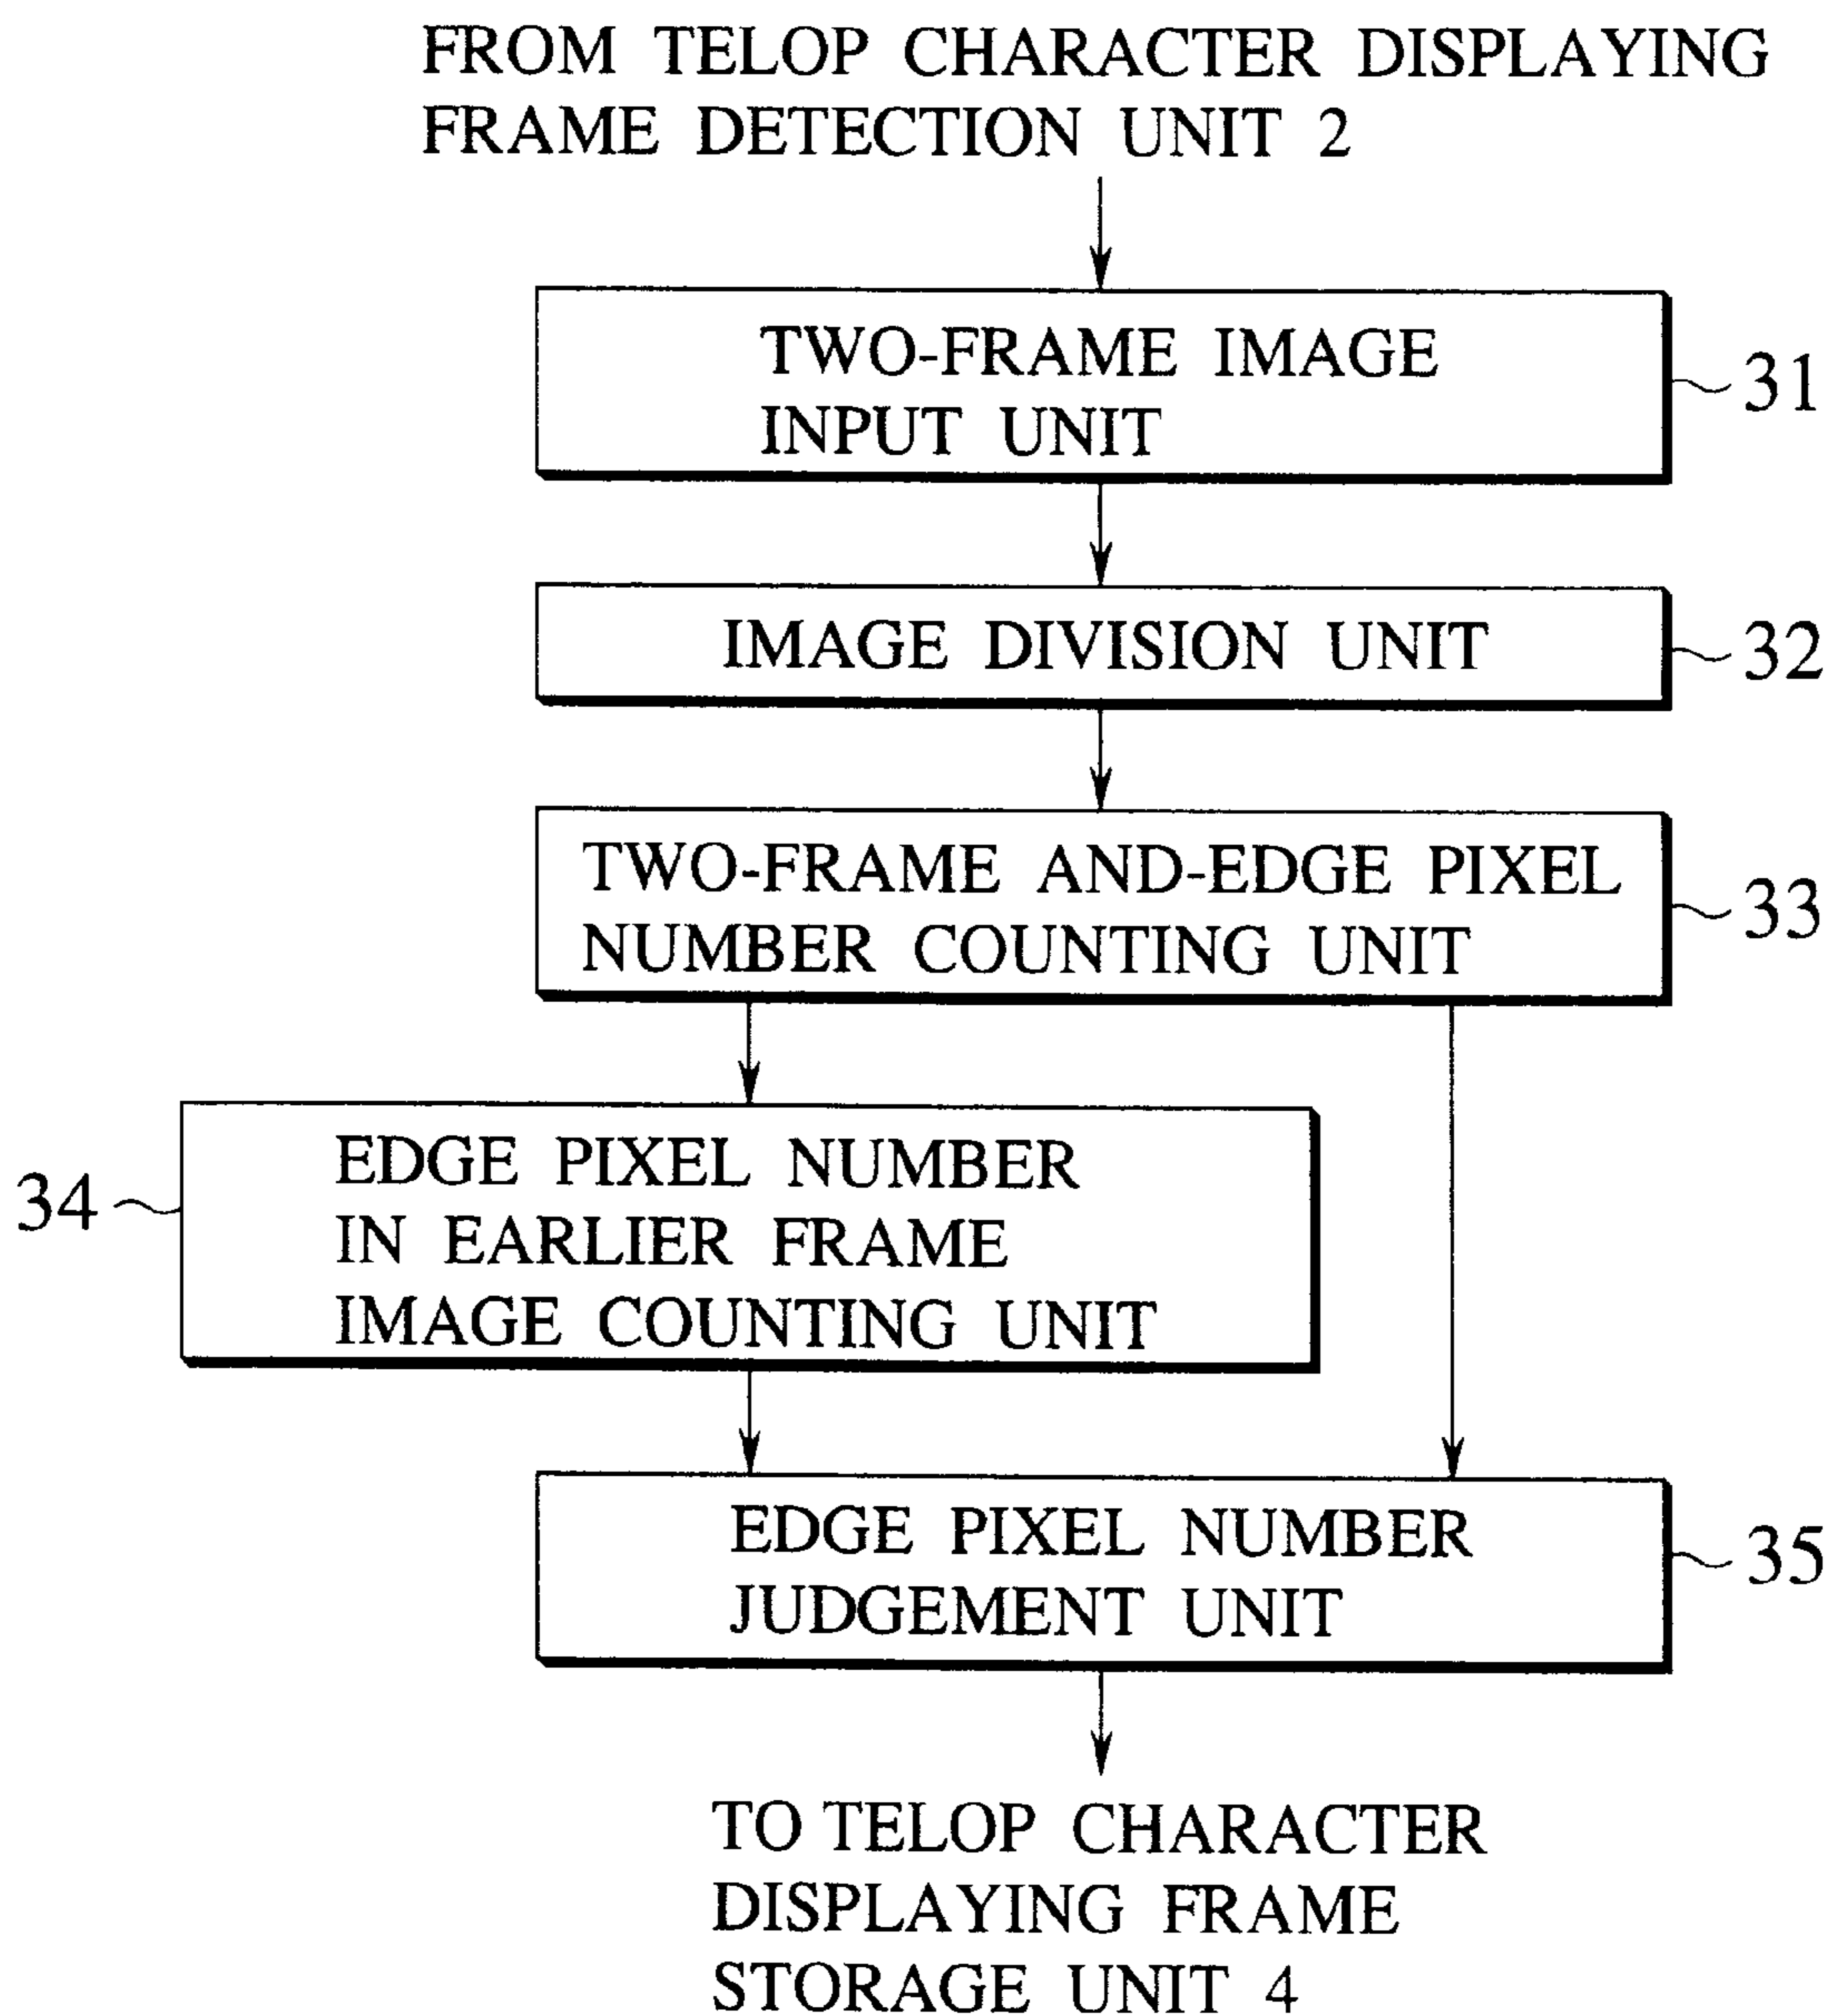 FROM TELOP CHARACTER DISPLAYING
FRAME DETECTION UNIT 2
TWO-FRAME IMAGE
INPUT UNIT
31
IMAGE DIVISION UNIT
32
TWO-FRAME AND-EDGE PIXEL
NUMBER COUNTING UNIT
33
34
EDGE PIXEL NUMBER
IN EARLIER FRAME
IMAGE COUNTING UNIT
EDGE PIXEL NUMBER
JUDGEMENT UNIT
35
TO TELOP CHARACTER
DISPLAYING FRAME
STORAGE UNIT 4